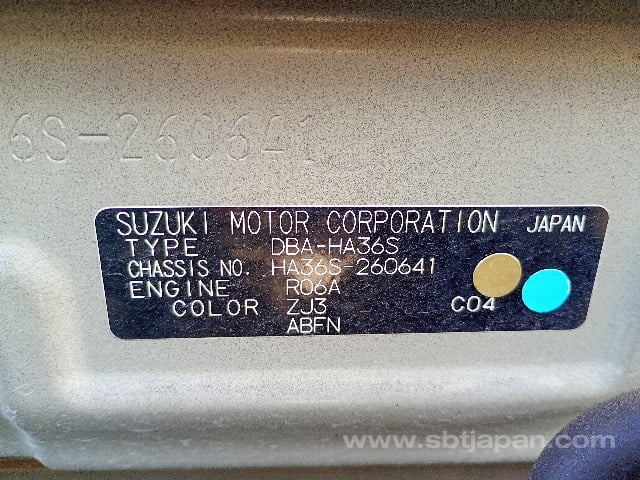 6S-260641
SUZUKI MOTOR CORPORATION JAPAN
TYPE DBA-HA36S
CHASSIS NO. HA36S-260641
ENGINE R06A
COLOR ZJ3 C04
ABFN
www.sbtjapan.com